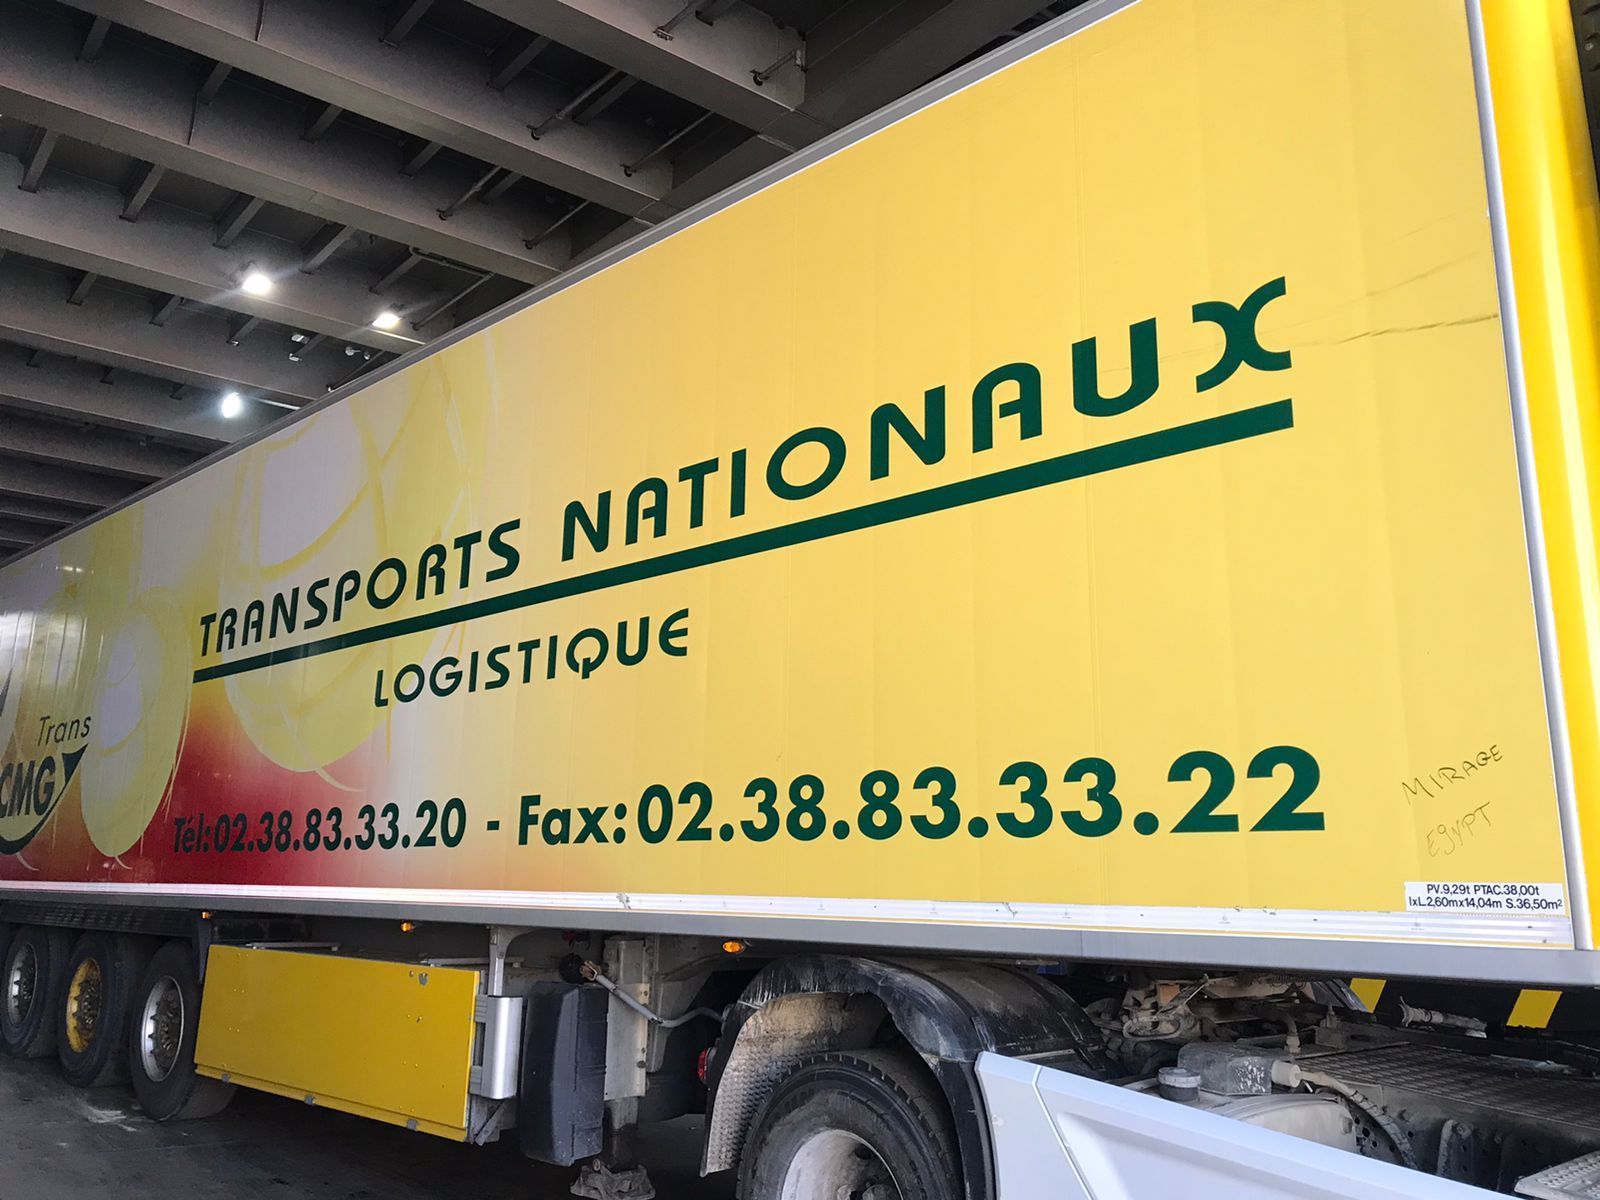 TRANSPORTS NATIONAUX
LOGISTIQUE
Trans
CMG
Tél:02.38.83.33.20 - Fax:02.38.83.33.22
MIRAGE
EgYPT
PV.9,29t PTAC.38,00t
lxL.2,60mx14,04m S.36,50m²